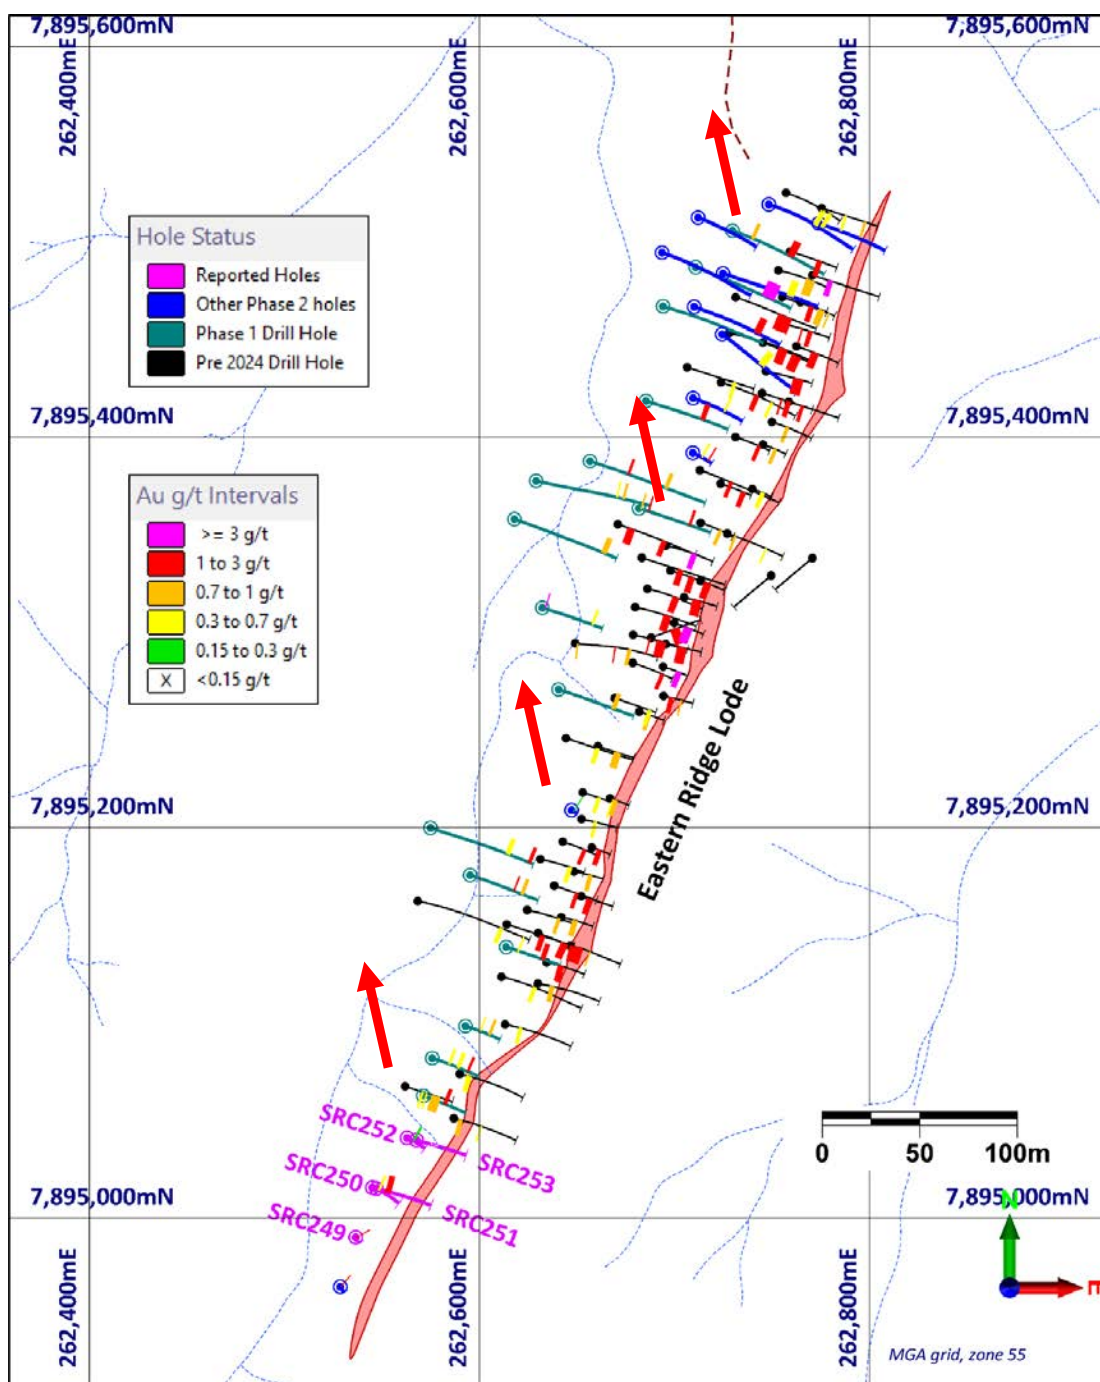 7,895,600mN
7,895,600mN
262,400mE
262,600mE
262,800mE
Hole Status
Reported Holes
Other Phase 2 holes
Phase 1 Drill Hole
Pre 2024 Drill Hole
7,895,400mN
7,895,400mN
Au g/t Intervals
>= 3 g/t
1 to 3 g/t
0.7 to 1 g/t
0.3 to 0.7 g/t
0.15 to 0.3 g/t
X <0.15 g/t
Eastern Ridge Lode
7,895,200mN
7,895,200mN
SRC252
SRC253
SRC250
SRC251
SRC249
0 50 100m
7,895,000mN
7,895,000mN
N
E
262,400mE
262,600mE
262,800mE
MGA grid, zone 55